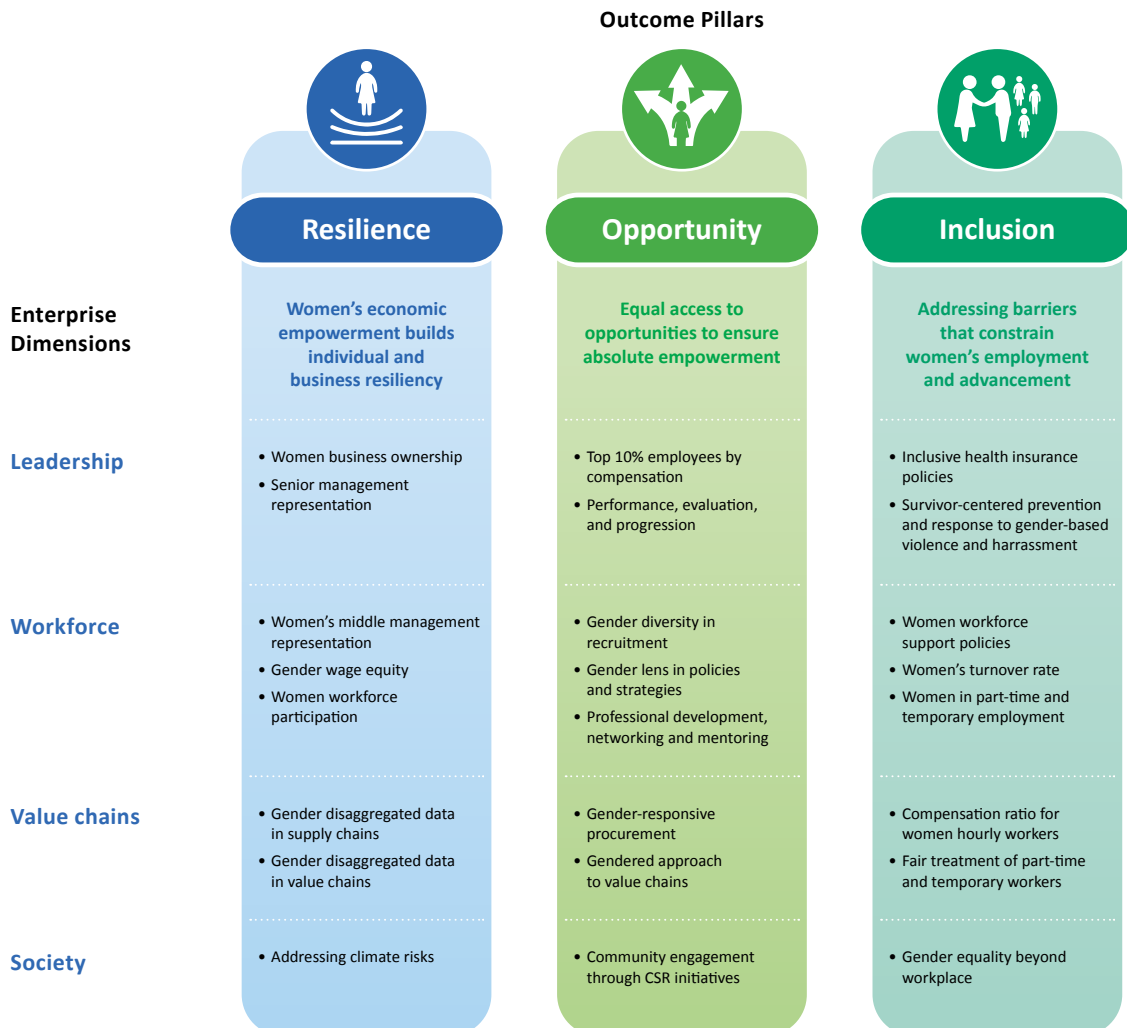 Outcome Pillars
Resilience
Opportunity
Inclusion
Enterprise
Dimensions
Women's economic
empowerment builds
individual and
business resiliency
Equal access to
opportunities to ensure
absolute empowerment
Addressing barriers
that constrain
women's employment
and advancement
Leadership
• Women business ownership
• Senior management
representation
• Top 10% employees by
compensation
• Performance, evaluation,
and progression
• Inclusive health insurance
policies
• Survivor-centered prevention
and response to gender-based
violence and harrassment
Workforce
• Women's middle management
representation
• Gender wage equity
• Women workforce
participation
• Gender diversity in
recruitment
• Gender lens in policies
and strategies
• Professional development,
networking and mentoring
• Women workforce
support policies
• Women's turnover rate
• Women in part-time and
temporary employment
Value chains
• Gender disaggregated data
in supply chains
• Gender disaggregated data
in value chains
• Gender-responsive
procurement
• Gendered approach
to value chains
• Compensation ratio for
women hourly workers
• Fair treatment of part-time
and temporary workers
Society
• Addressing climate risks
• Community engagement
through CSR initiatives
• Gender equality beyond
workplace